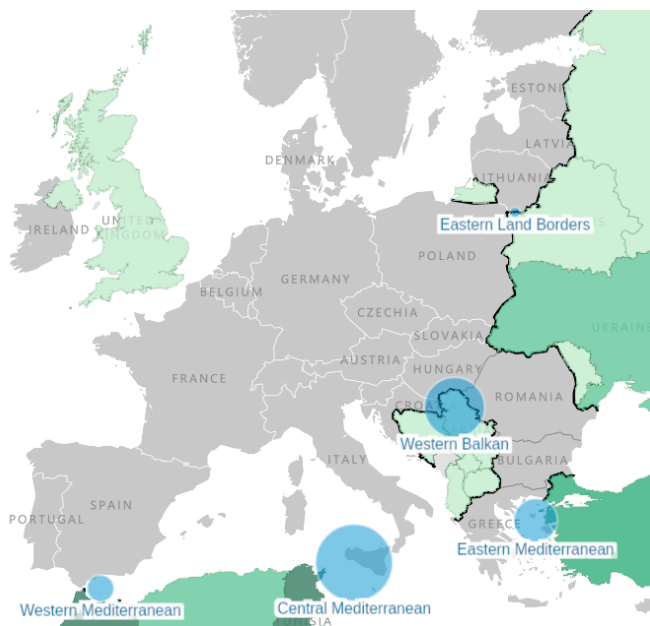 ESTONIA
LATVIA
LITHUANIA
DENMARK
IRELAND
UNITED
KINGDOM
Eastern Land Borders
POLAND
GERMANY
BELGIUM
CZECHIA
UKRAINE
SLOVAKIA
AUSTRIA
HUNGARY
FRANCE
ROMANIA
Western Balkan
ITALY
BULGARIA
SPAIN
PORTUGAL
GREECE
Eastern Mediterranean
Western Mediterranean
Central Mediterranean
TUNISIA